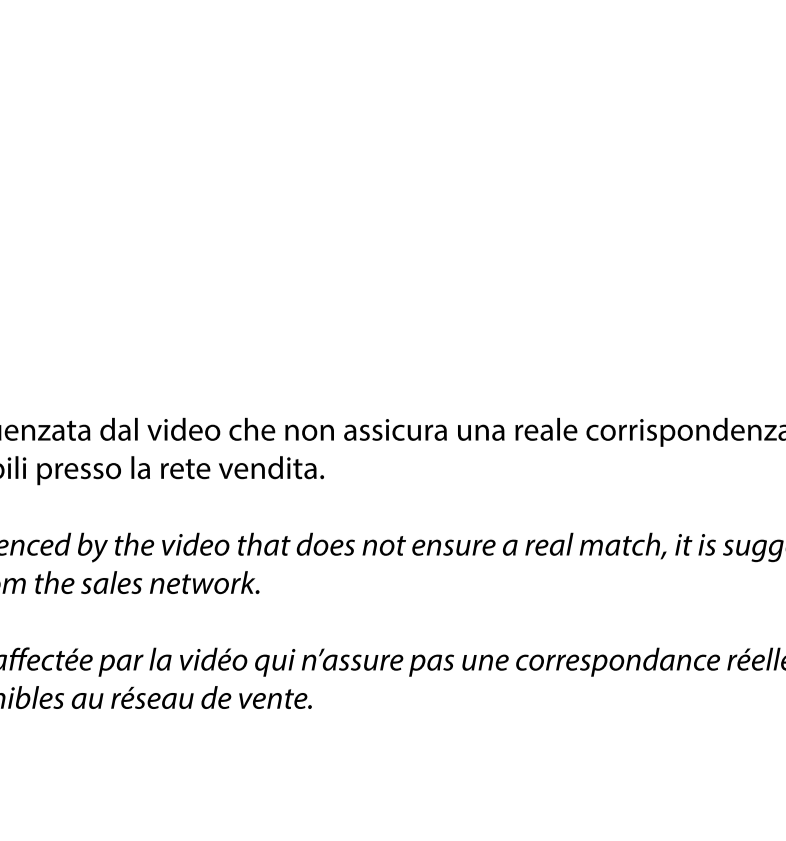 uenzata dal video che non assicura una reale corrispondenza
bili presso la rete vendita.
enced by the video that does not ensure a real match, it is sugg
om the sales network.
affectée par la vidéo qui n’assure pas une correspondance réelle
nibles au réseau de vente.